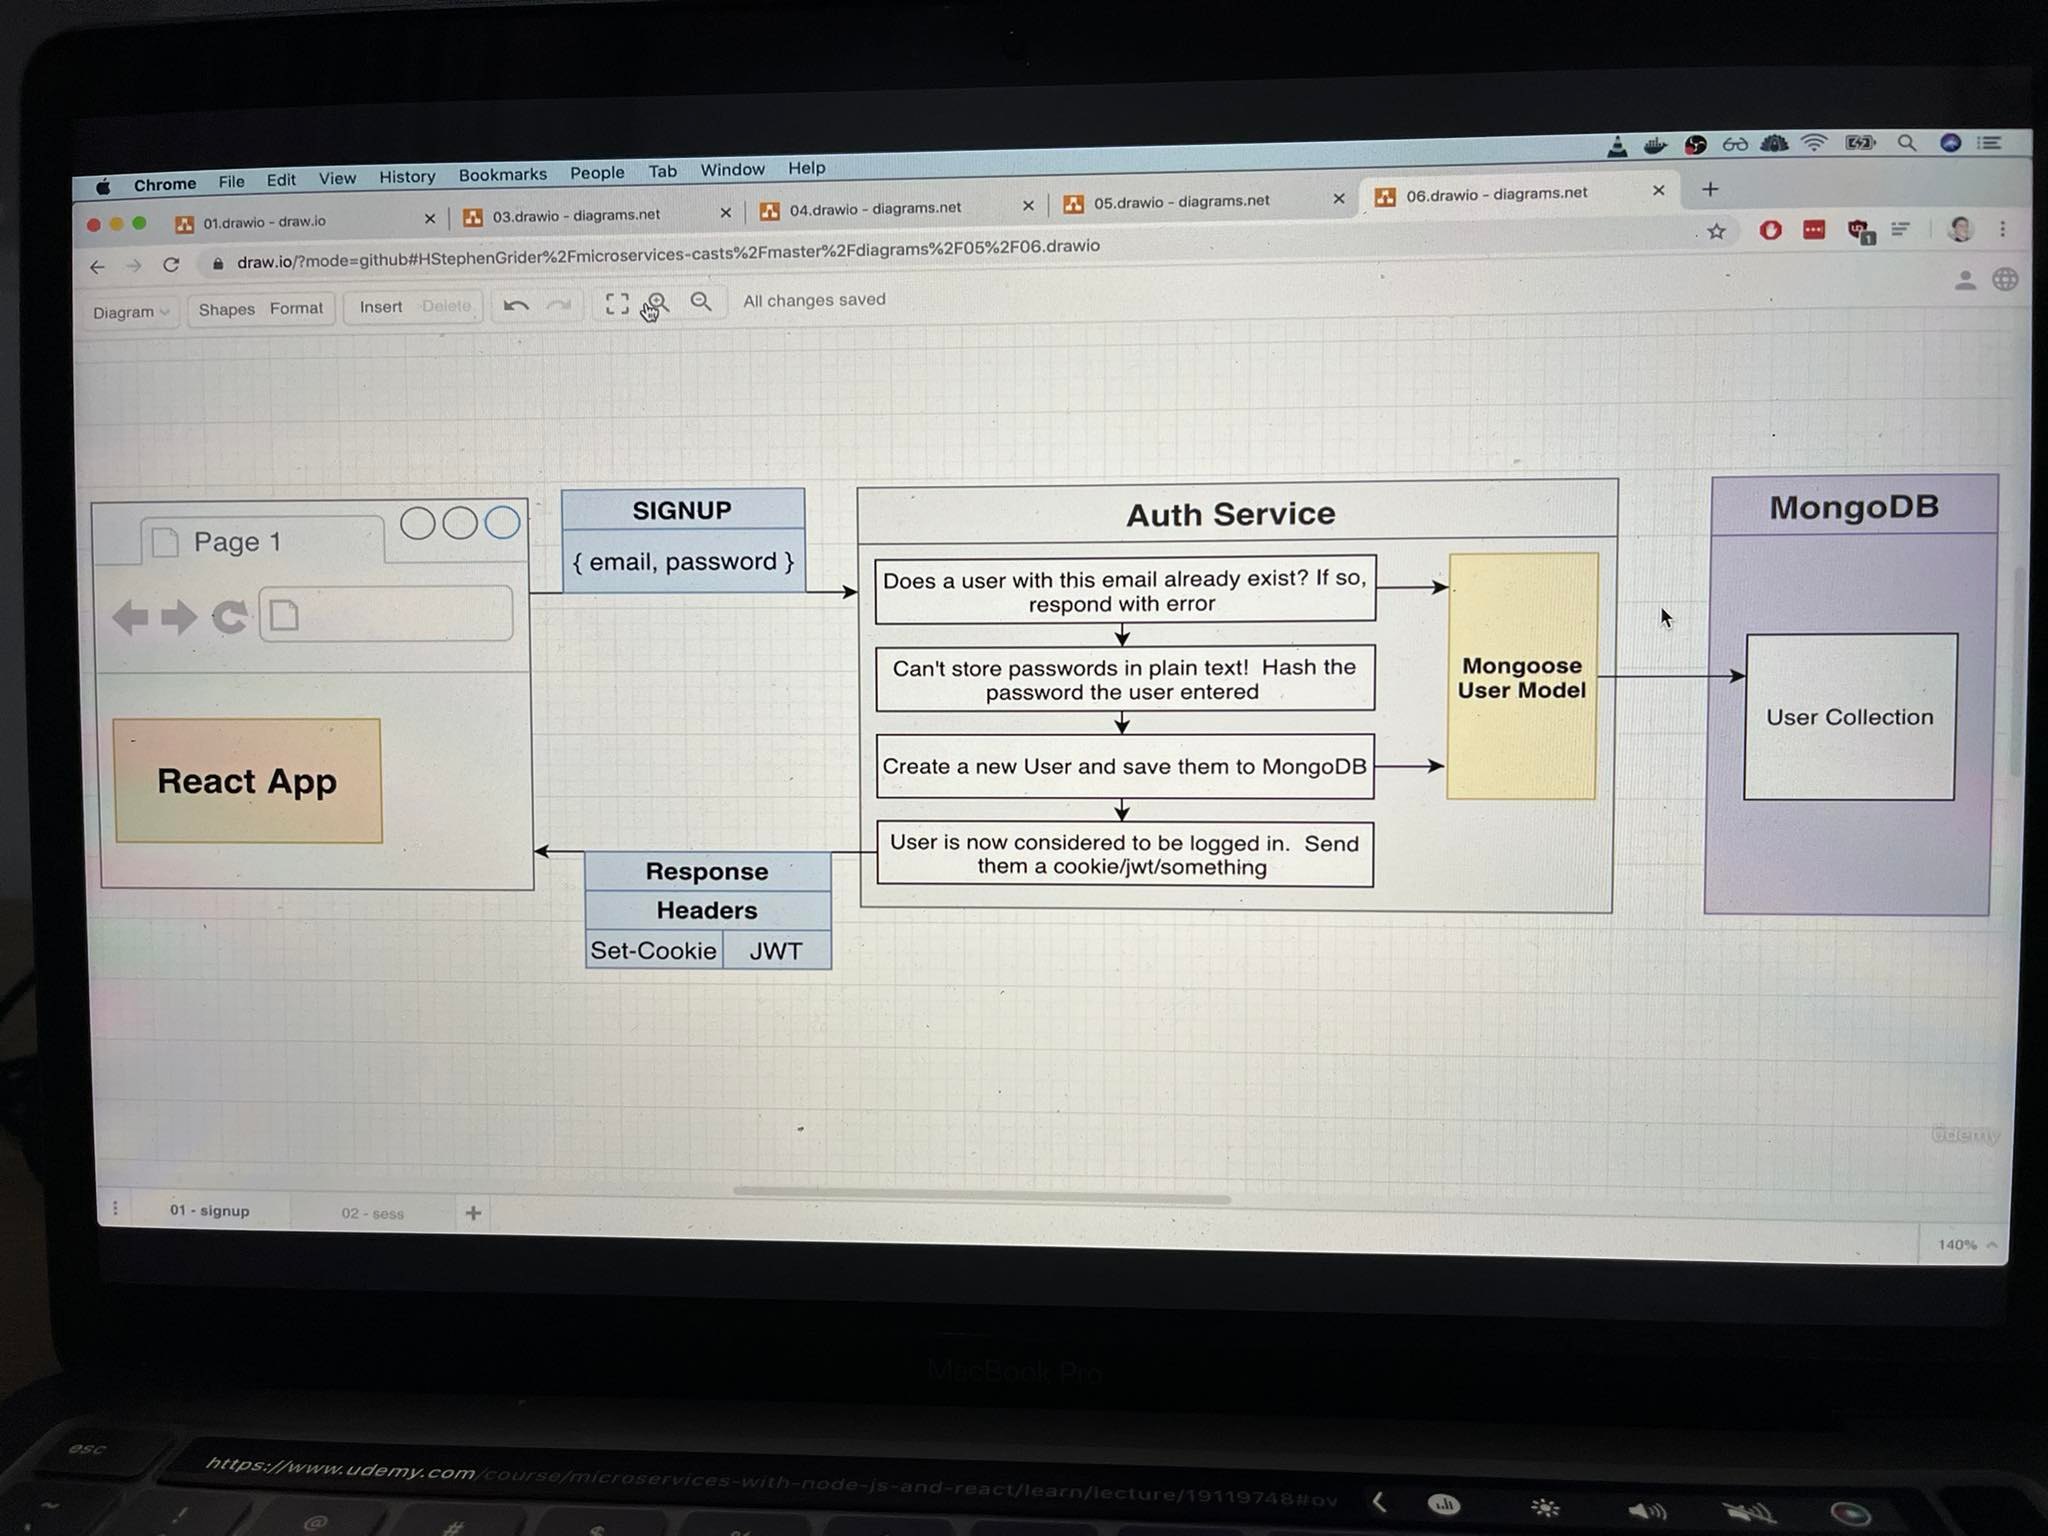 Chrome File Edit View History Bookmarks People Tab Window Help
01.drawio - draw.io
03.drawio - diagrams.net
04.drawio - diagrams.net
05.drawio - diagrams.net
06.drawio - diagrams.net
draw.io/?mode=github#HStephenGrider%2Fmicroservices-casts%2Fmaster%2Fdiagrams%2F05%2F06.drawio
1
Diagram Shapes Format Insert Delete All changes saved
Page 1
React App
SIGNUP
{ email, password }
Auth Service
Does a user with this email already exist? If so,
respond with error
Can't store passwords in plain text! Hash the
password the user entered
Create a new User and save them to MongoDB
User is now considered to be logged in. Send
them a cookie/jwt/something
Mongoose
User Model
MongoDB
User Collection
Response
Headers
Set-Cookie JWT
Udemy
01 - signup 02 - sess
140%
MacBook Pro
esc
https://www.udemy.com/course/microservices-with-node-js-and-react/learn/lecture/19119748#ov
~ ! @ # $ %